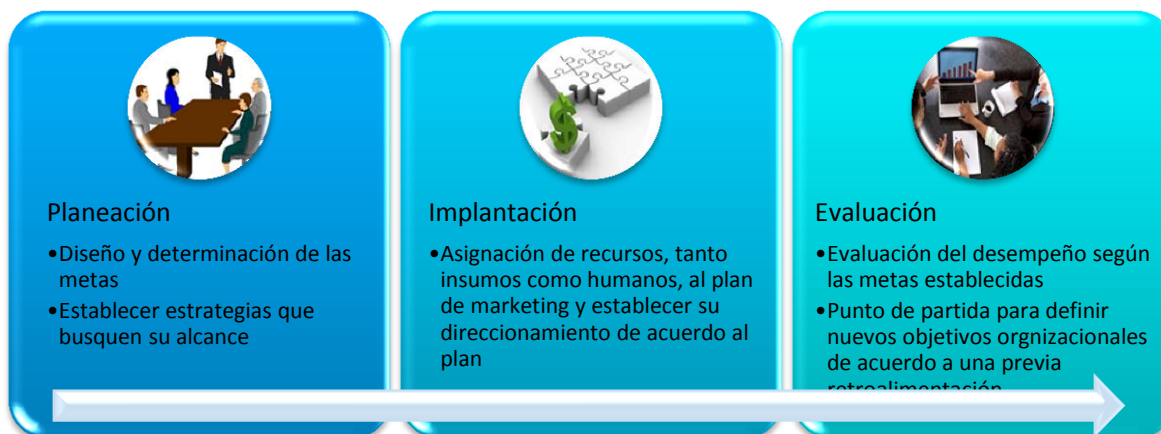 Planeación
•Diseño y determinación de las
metas
•Establecer estrategias que
busquen su alcance
Implantación
•Asignación de recursos, tanto
insumos como humanos, al plan
de marketing y establecer su
direccionamiento de acuerdo al
plan
Evaluación
•Evaluación del desempeño según
las metas establecidas
•Punto de partida para definir
nuevos objetivos orgnizacionales
de acuerdo a una previa
retroalimentación